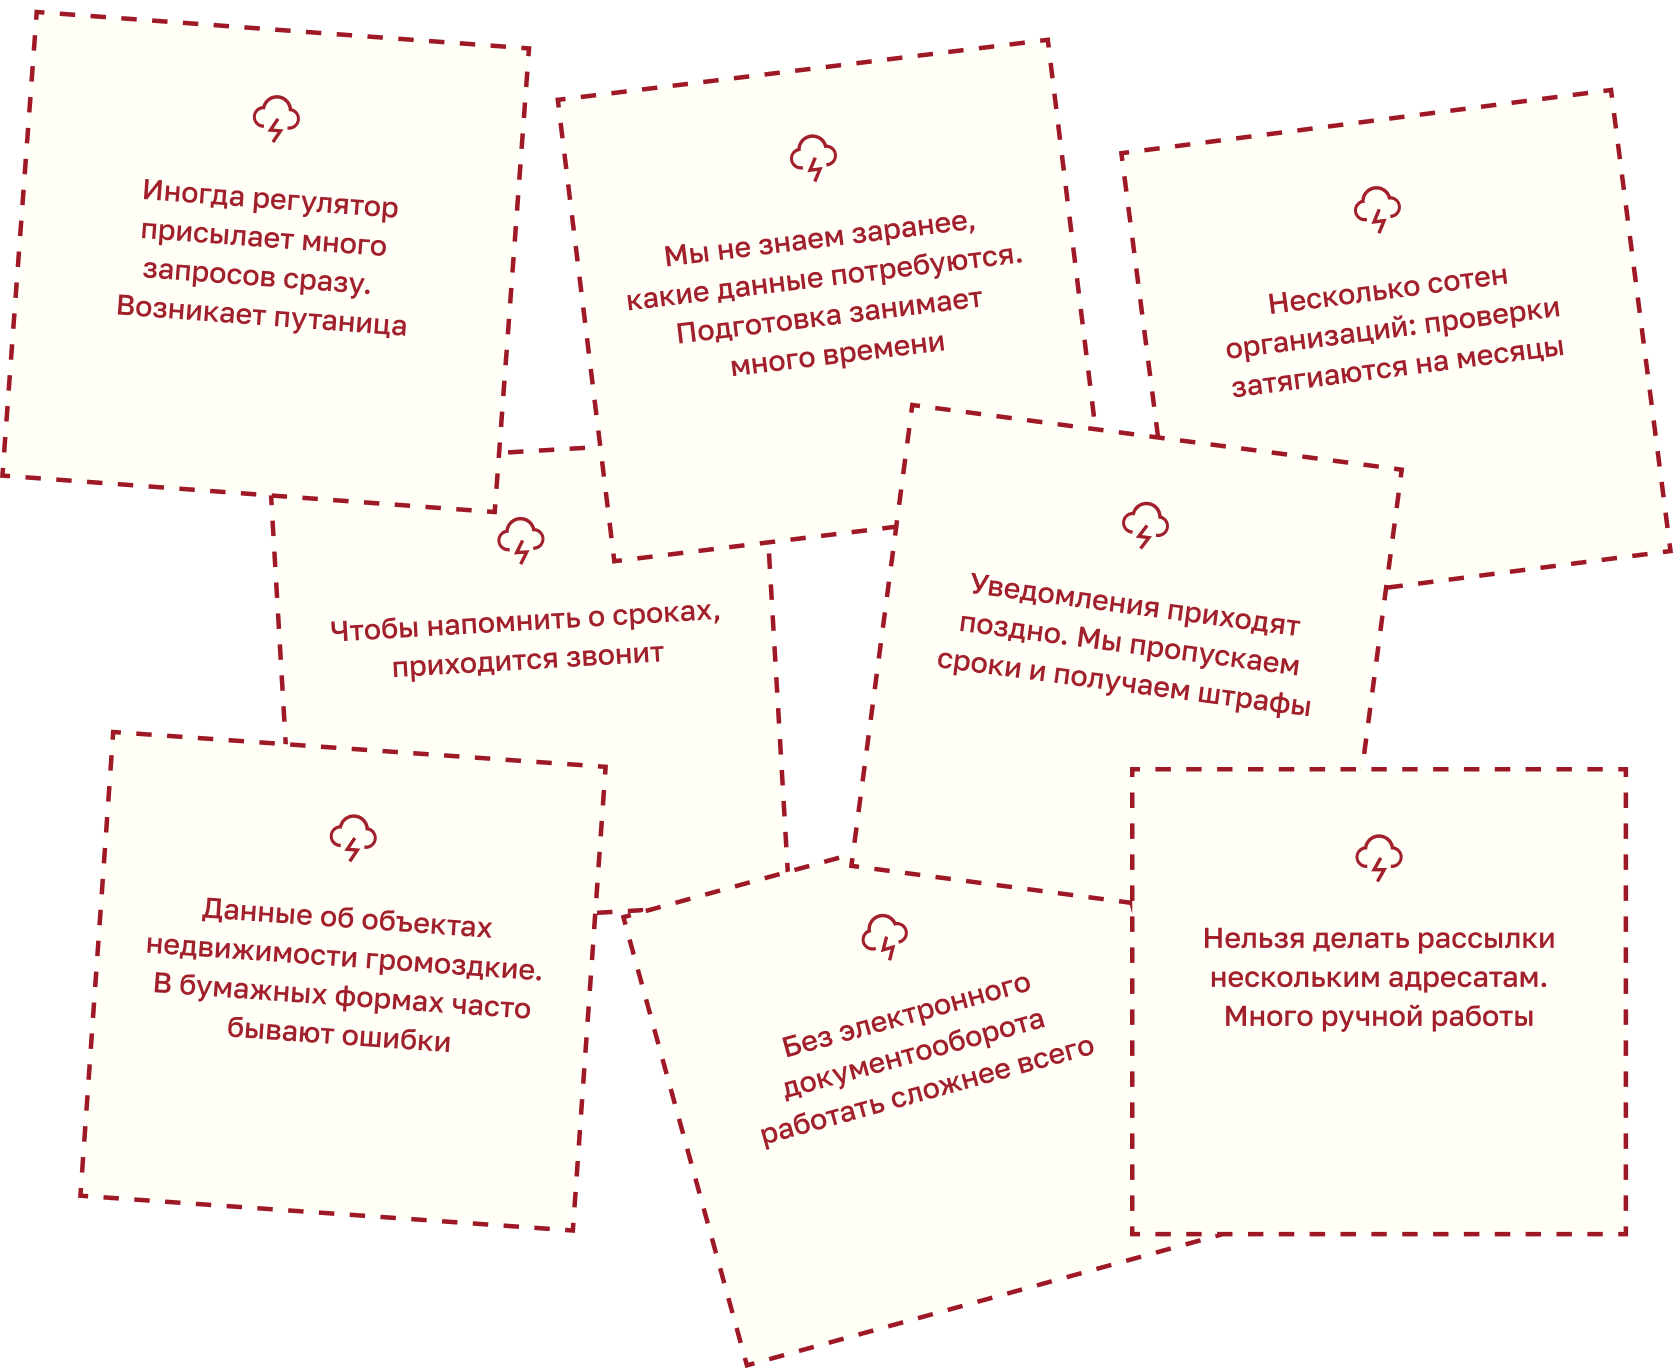 Иногда регулятор
присылает много
запросов сразу.
Возникает путаница
Мы не знаем заранее,
какие данные потребуются.
Подготовка занимает
много времени
Несколько сотен
организаций: проверки
затягиаются на месяцы
Чтобы напомнить о сроках,
приходится звонит
Уведомления приходят
поздно. Мы пропускаем
сроки и получаем штрафы
Данные об объектах
недвижимости громоздкие.
В бумажных формах часто
бывают ошибки
Без электронного
документооборота
работать сложнее всего
Нельзя делать рассылки
нескольким адресатам.
Много ручной работы